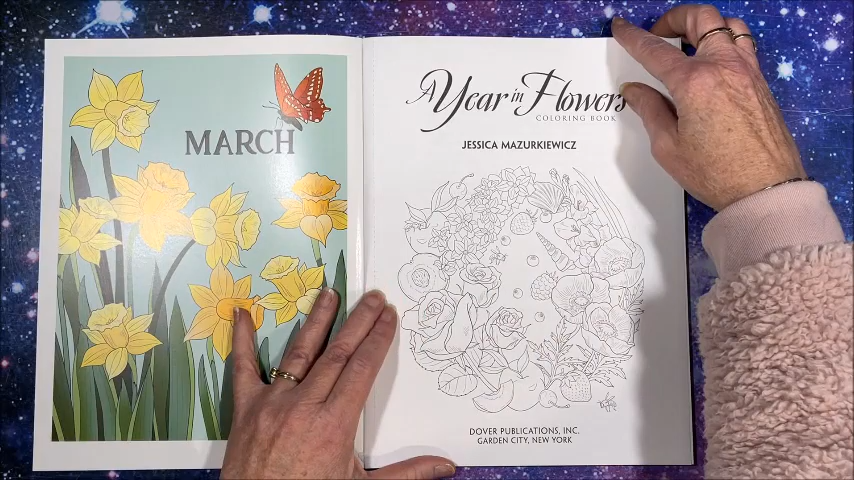 MARCH
A Year in Flowers
COLORING BOOK
JESSICA MAZURKIEWICZ
DOVER PUBLICATIONS, INC.
GARDEN CITY, NEW YORK